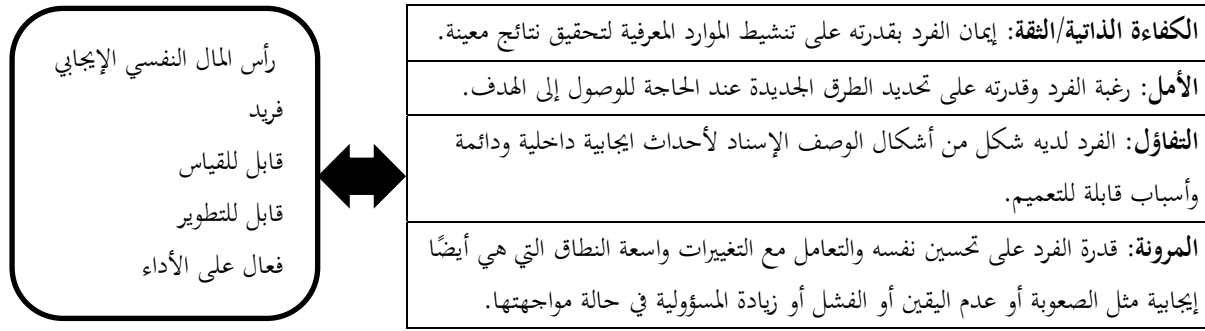 الكفاءة الذاتية/الثقة: إيمان الفرد بقدرته على تنشيط الموارد المعرفية لتحقيق نتائج معينة.
الأمل: رغبة الفرد وقدرته على تحديد الطرق الجديدة عند الحاجة للوصول إلى الهدف.
التفاؤل: الفرد لديه شكل من أشكال الوصف الإسناد لأحداث ايجابية داخلية ودائمة
وأسباب قابلة للتعميم.
المرونة: قدرة الفرد على تحسين نفسه والتعامل مع التغييرات واسعة النطاق التي هي أيضًا
إيجابية مثل الصعوبة أو عدم اليقين أو الفشل أو زيادة المسؤولية في حالة مواجهتها.
رأس المال النفسي الإيجابي
فريد
قابل للقياس
قابل للتطوير
فعال على الأداء